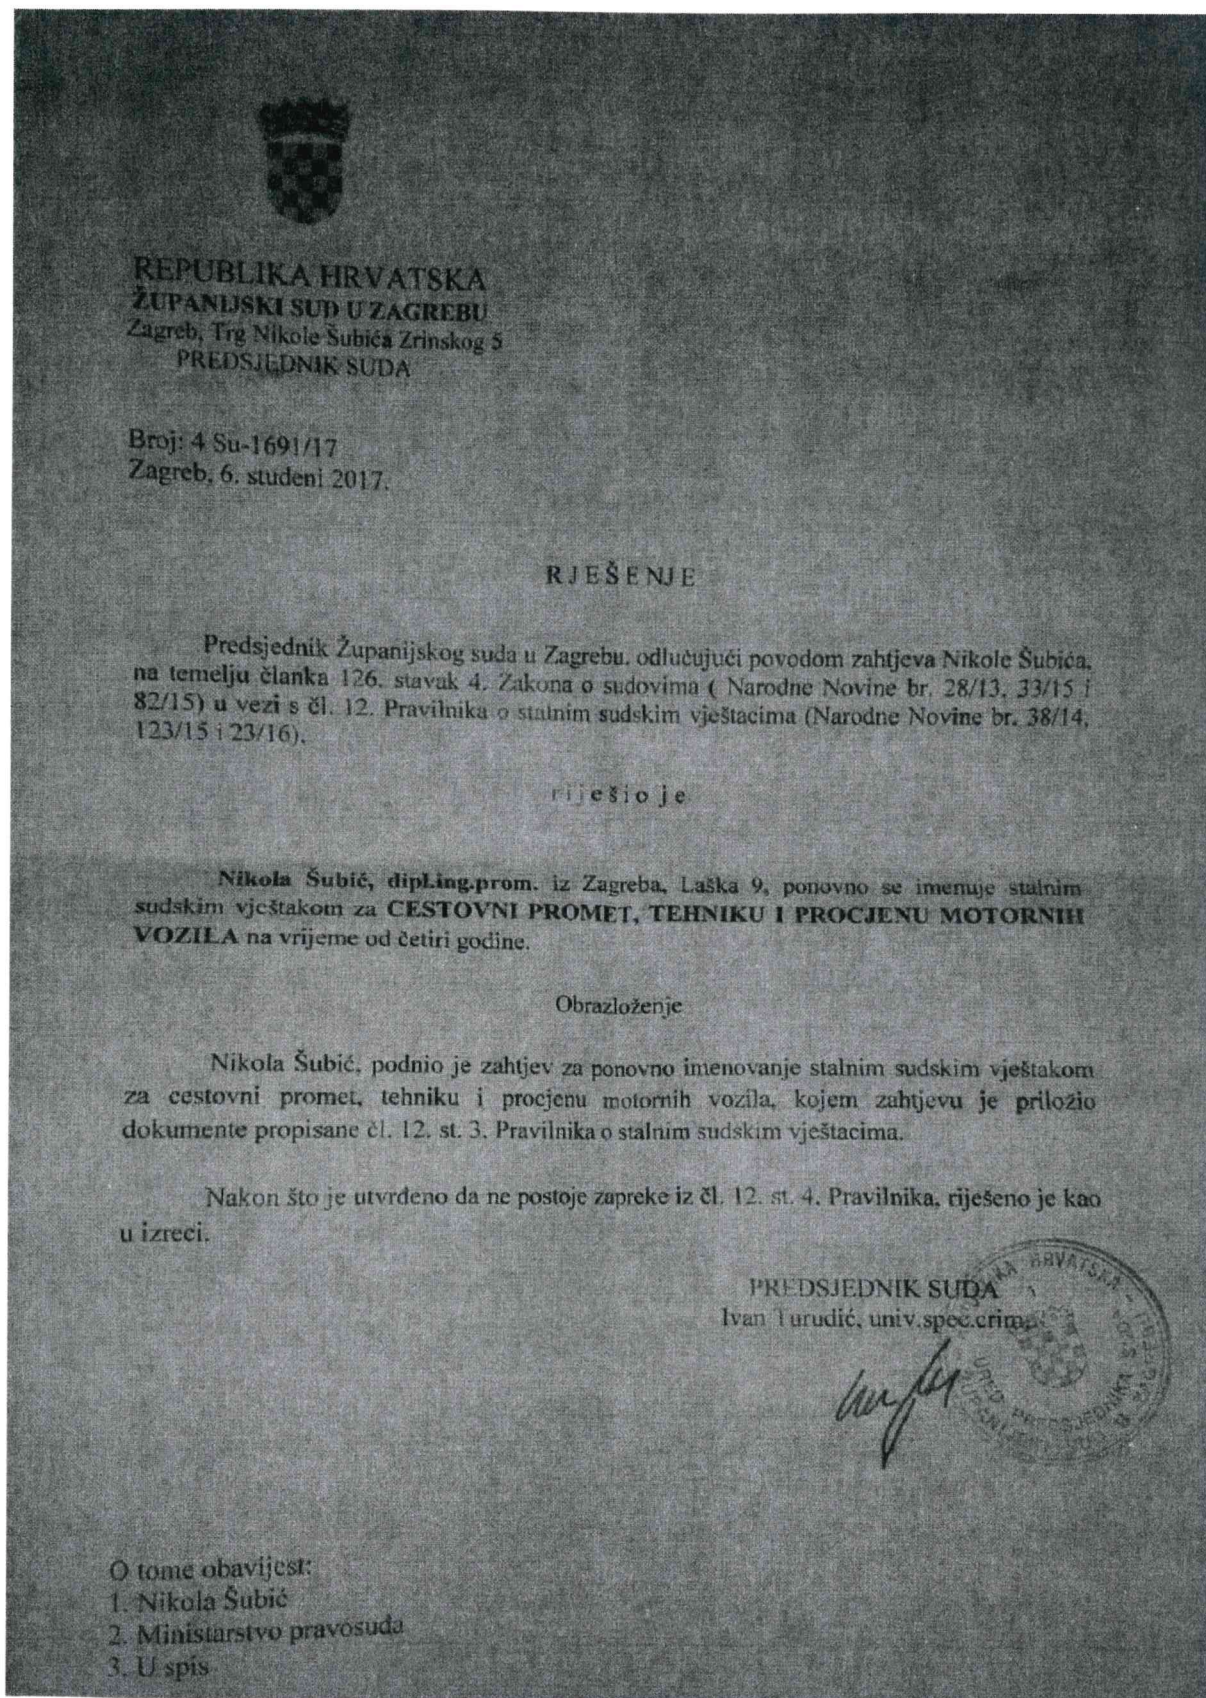 REPUBLIKA HRVATSKA
ŽUPANIJSKI SUD U ZAGREBU
Zagreb, Trg Nikole Šubića Zrinskog 5
PREDSJEDNIK SUDA
Broj: 4 Su-1691/17
Zagreb, 6. studeni 2017.
RJEŠENJE
Predsjednik Županijskog suda u Zagrebu, odlučujući povodom zahtjeva Nikole Šubića,
na temelju članka 126. stavak 4. Zakona o sudovima ( Narodne Novine br. 28/13, 33/15 i
82/15) u vezi s čl. 12. Pravilnika o stalnim sudskim vještacima (Narodne Novine br. 38/14,
123/15 i 23/16),
riješio je
Nikola Šubić, dipl.ing.prom. iz Zagreba, Laška 9, ponovno se imenuje stalnim
sudskim vještakom za CESTOVNI PROMET, TEHNIKU I PROCJENU MOTORNIH
VOZILA na vrijeme od četiri godine.
Obrazloženje
Nikola Šubić, podnio je zahtjev za ponovno imenovanje stalnim sudskim vještakom
za cestovni promet, tehniku i procjenu motornih vozila, kojem zahtjevu je priložio
dokumente propisane čl. 12. st. 3. Pravilnika o stalnim sudskim vještacima.
Nakon što je utvrđeno da ne postoje zapreke iz čl. 12. st. 4. Pravilnika, riješeno je kao
u izreci.
PREDSJEDNIK SUDA
Ivan Turudić, univ.spec.crim.
HRVATSKA
URED PREDSJEDNIKA
O tome obavijest:
1. Nikola Šubić
2. Ministarstvo pravosuđa
3. U spis